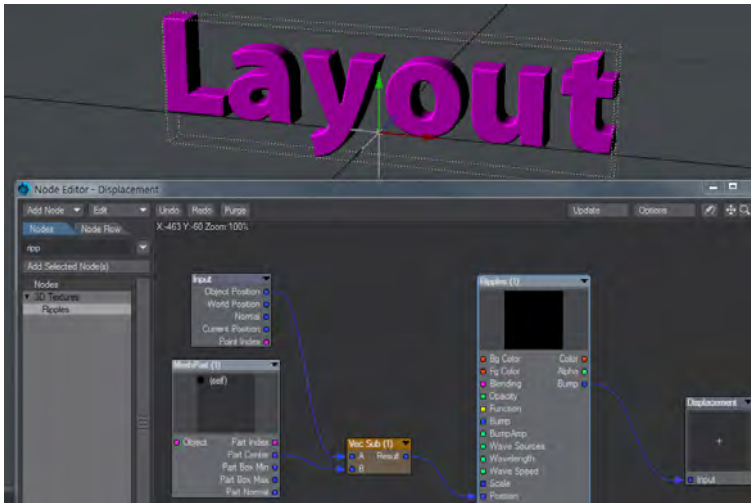 Layout
Node Editor - Displacement
Add Node Edit Undo Redo Purge Update Options
Nodes Node Flow X:-463 Y:-60 Zoom:100%
ripp
Add Selected Node(s)
Nodes
3D Textures
Ripples
Input
Object Position
World Position
Normal
Current Position
Point Index
MeshPart (1)
(self)
Object Part Index
Part Center
Part Box Min
Part Box Max
Part Normal
Vec Sub (1)
A Result
B
Ripples (1)
Bg Color Color
Fg Color Alpha
Blending Bump
Opacity
Function
Bump
BumpAmp
Wave Sources
Wavelength
Wave Speed
Scale
Position
Displacement
Input